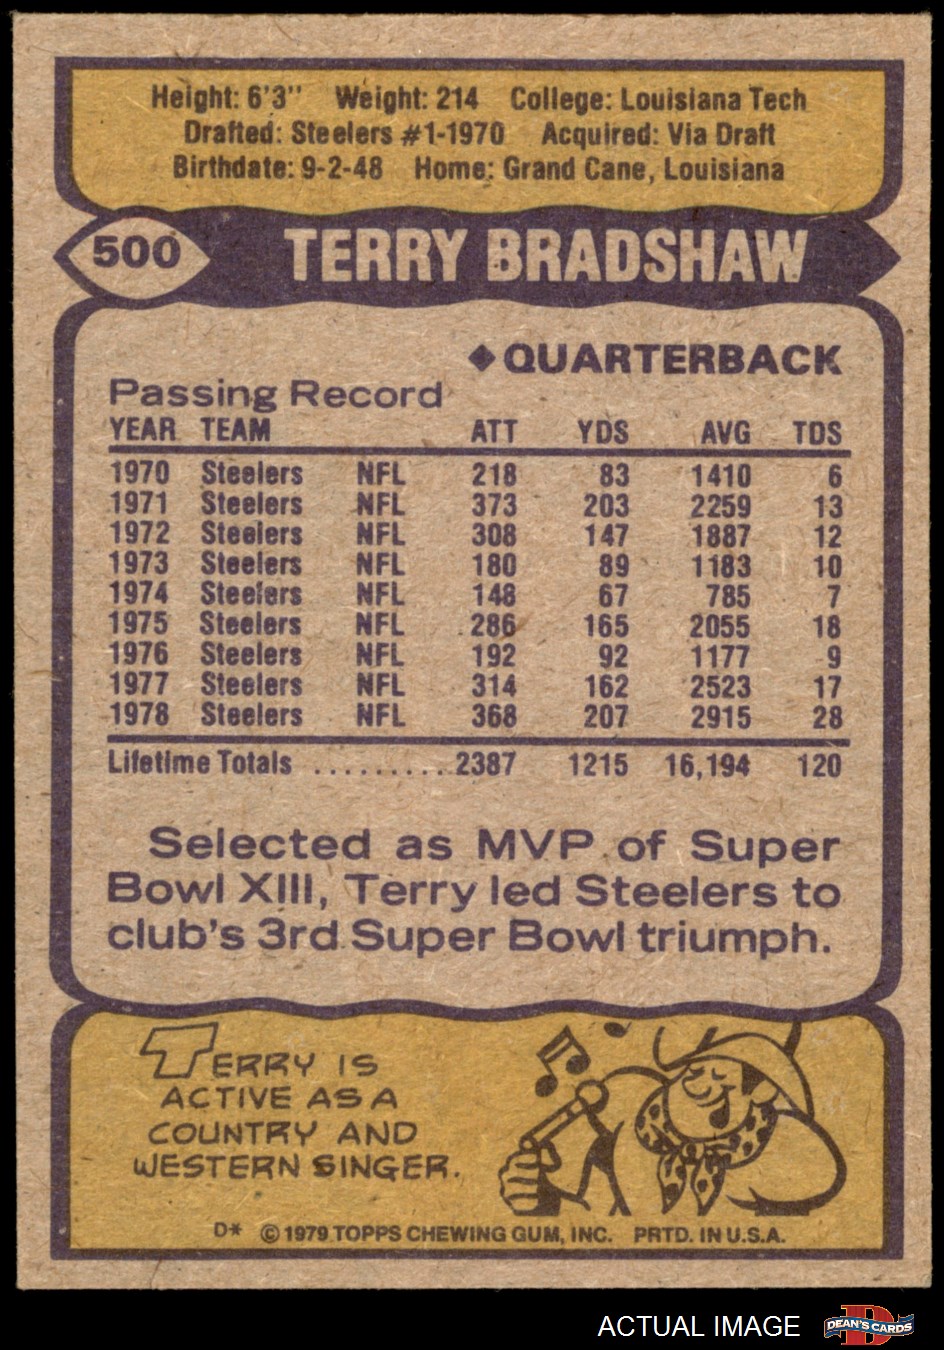 Height: 6'3" Weight: 214 College: Louisiana Tech
Drafted: Steelers #1-1970 Acquired: Via Draft
Birthdate: 9-2-48 Home: Grand Cane, Louisiana
500 TERRY BRADSHAW
◆QUARTERBACK
Passing Record
YEAR TEAM ATT YDS AVG TDS
1970 Steelers NFL 218 83 1410 6
1971 Steelers NFL 373 203 2259 13
1972 Steelers NFL 308 147 1887 12
1973 Steelers NFL 180 89 1183 10
1974 Steelers NFL 148 67 785 7
1975 Steelers NFL 286 165 2055 18
1976 Steelers NFL 192 92 1177 9
1977 Steelers NFL 314 162 2523 17
1978 Steelers NFL 368 207 2915 28
Lifetime Totals .......... 2387 1215 16,194 120
Selected as MVP of Super
Bowl XIII, Terry led Steelers to
club's 3rd Super Bowl triumph.
TERRY IS
ACTIVE AS A
COUNTRY AND
WESTERN SINGER.
D* © 1979 TOPPS CHEWING GUM, INC. PRTD. IN U.S.A.
ACTUAL IMAGE D DEAN'S CARDS